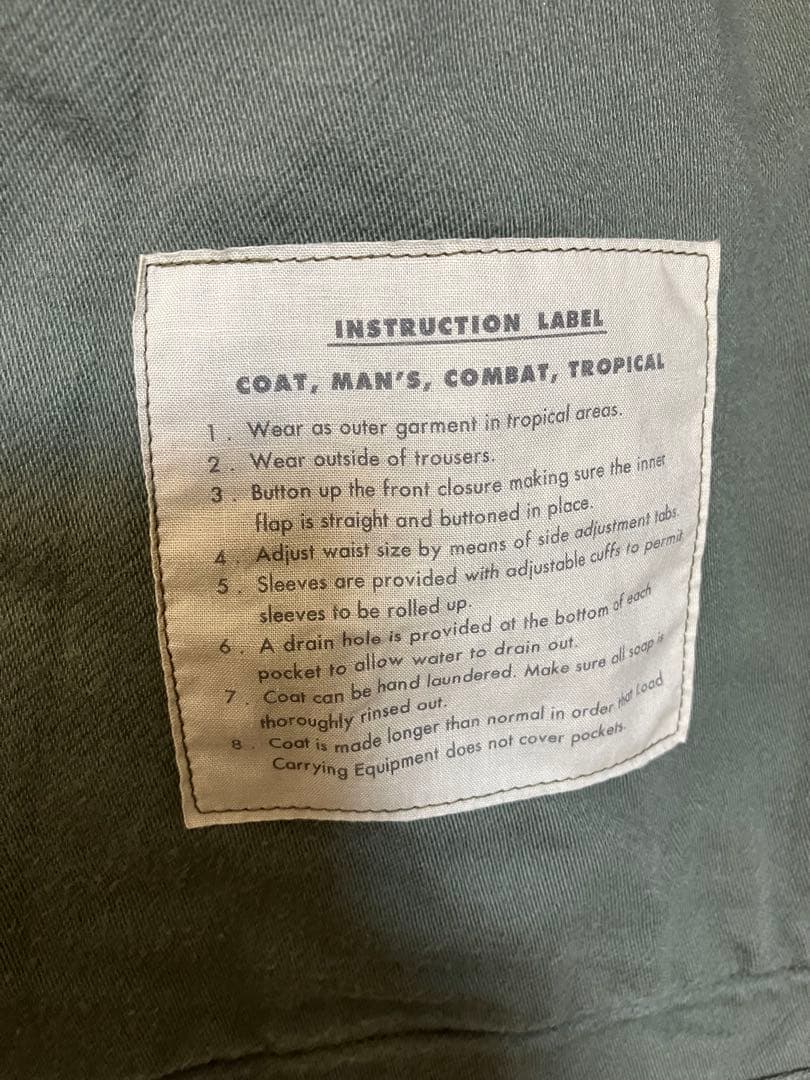 INSTRUCTION LABEL
COAT, MAN'S, COMBAT, TROPICAL
1. Wear as outer garment in tropical areas.
2. Wear outside of trousers.
3. Button up the front closure making sure the inner
flap is straight and buttoned in place.
4. Adjust waist size by means of side adjustment tabs.
5. Sleeves are provided with adjustable cuffs to permit
sleeves to be rolled up.
6. A drain hole is provided at the bottom of each
pocket to allow water to drain out.
7. Coat can be hand laundered. Make sure all soap is
thoroughly rinsed out.
8. Coat is made longer than normal in order that Load
Carrying Equipment does not cover pockets.